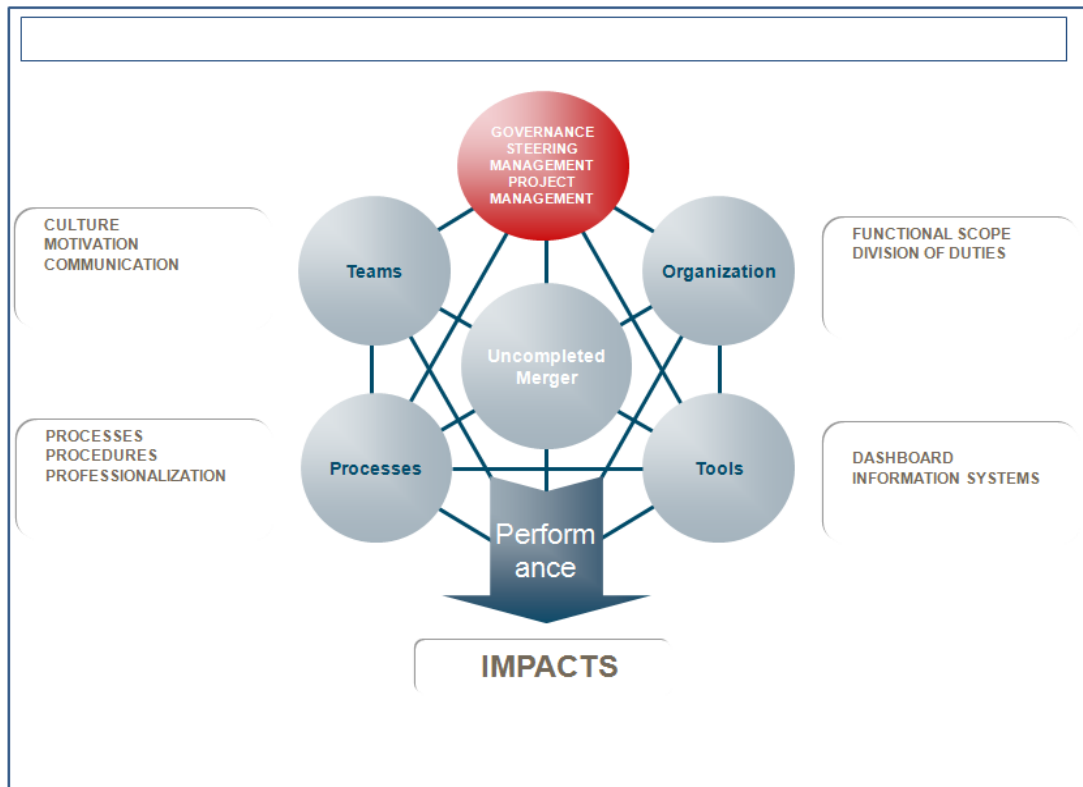 GOVERNANCE
STEERING
MANAGEMENT
PROJECT
MANAGEMENT
CULTURE
MOTIVATION
COMMUNICATION
Teams
Organization
FUNCTIONAL SCOPE
DIVISION OF DUTIES
Uncompleted
Merger
PROCESSES
PROCEDURES
PROFESSIONALIZATION
Processes
Tools
DASHBOARD
INFORMATION SYSTEMS
Perform
ance
IMPACTS